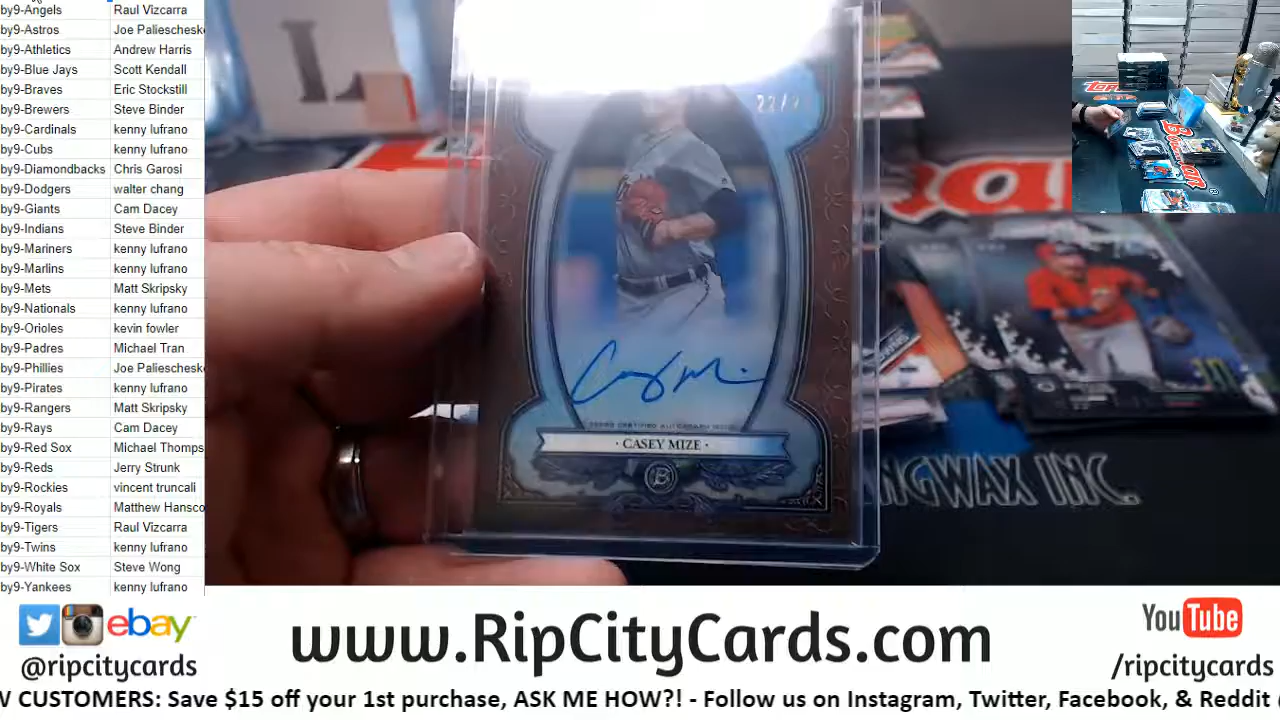 by9-Angels Raul Vizcarra
by9-Astros Joe Paliescheske
by9-Athletics Andrew Harris
by9-Blue Jays Scott Kendall
by9-Braves Eric Stockstill
by9-Brewers Steve Binder
by9-Cardinals kenny lufrano
by9-Cubs kenny lufrano
by9-Diamondbacks Chris Garosi
by9-Dodgers walter chang
by9-Giants Cam Dacey
by9-Indians Steve Binder
by9-Mariners kenny lufrano
by9-Marlins kenny lufrano
by9-Mets Matt Skripsky
by9-Nationals kenny lufrano
by9-Orioles kevin fowler
by9-Padres Michael Tran
by9-Phillies Joe Paliescheske
by9-Pirates kenny lufrano
by9-Rangers Matt Skripsky
by9-Rays Cam Dacey
by9-Red Sox Michael Thomps
by9-Reds Jerry Strunk
by9-Rockies vincent truncali
by9-Royals Matthew Hansco
by9-Tigers Raul Vizcarra
by9-Twins kenny lufrano
by9-White Sox Steve Wong
by9-Yankees kenny lufrano
TOPPS CERTIFIED AUTOGRAPH ISSUE
· CASEY MIZE ·
B
NGWAX INC.
ebay
@ripcitycards
www.RipCityCards.com
YouTube
/ripcitycards
W CUSTOMERS: Save $15 off your 1st purchase, ASK ME HOW?! - Follow us on Instagram, Twitter, Facebook, & Reddit